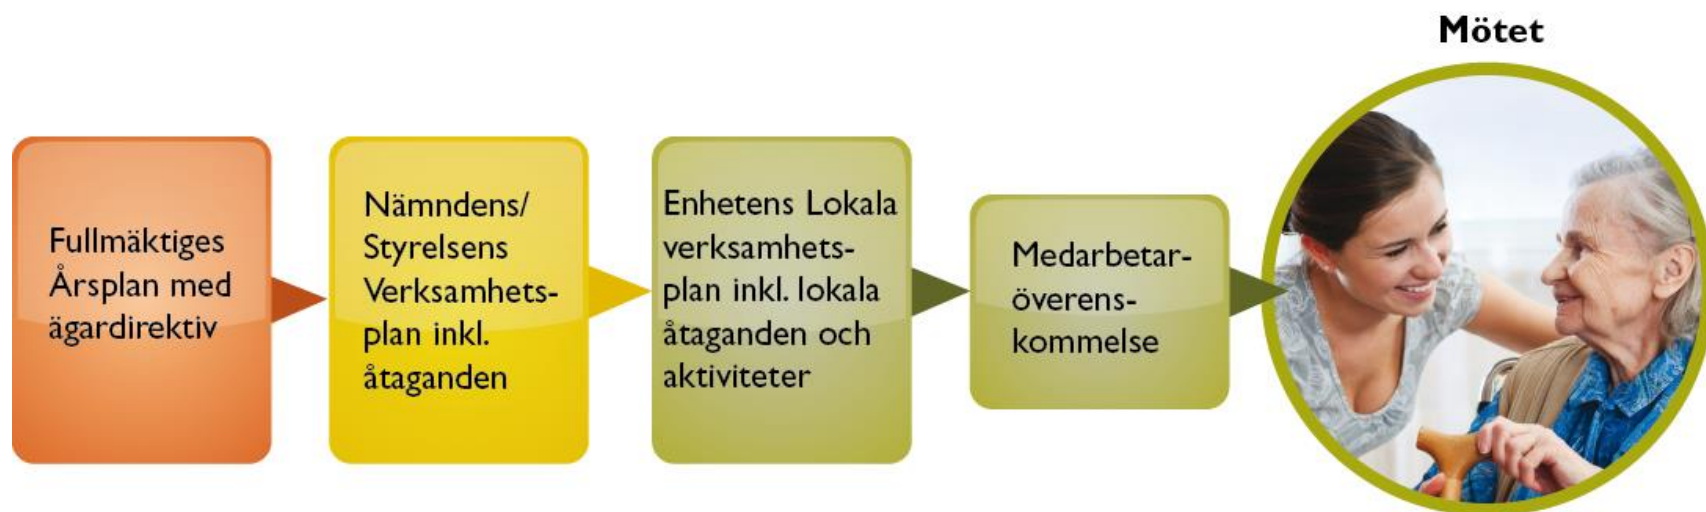 Mötet
Fullmäktiges
Årsplan med
ägardirektiv
Nämndens/
Styrelsens
Verksamhets-
plan inkl.
åtaganden
Enhetens Lokala
verksamhets-
plan inkl. lokala
åtaganden och
aktiviteter
Medarbetar-
överens-
kommelse